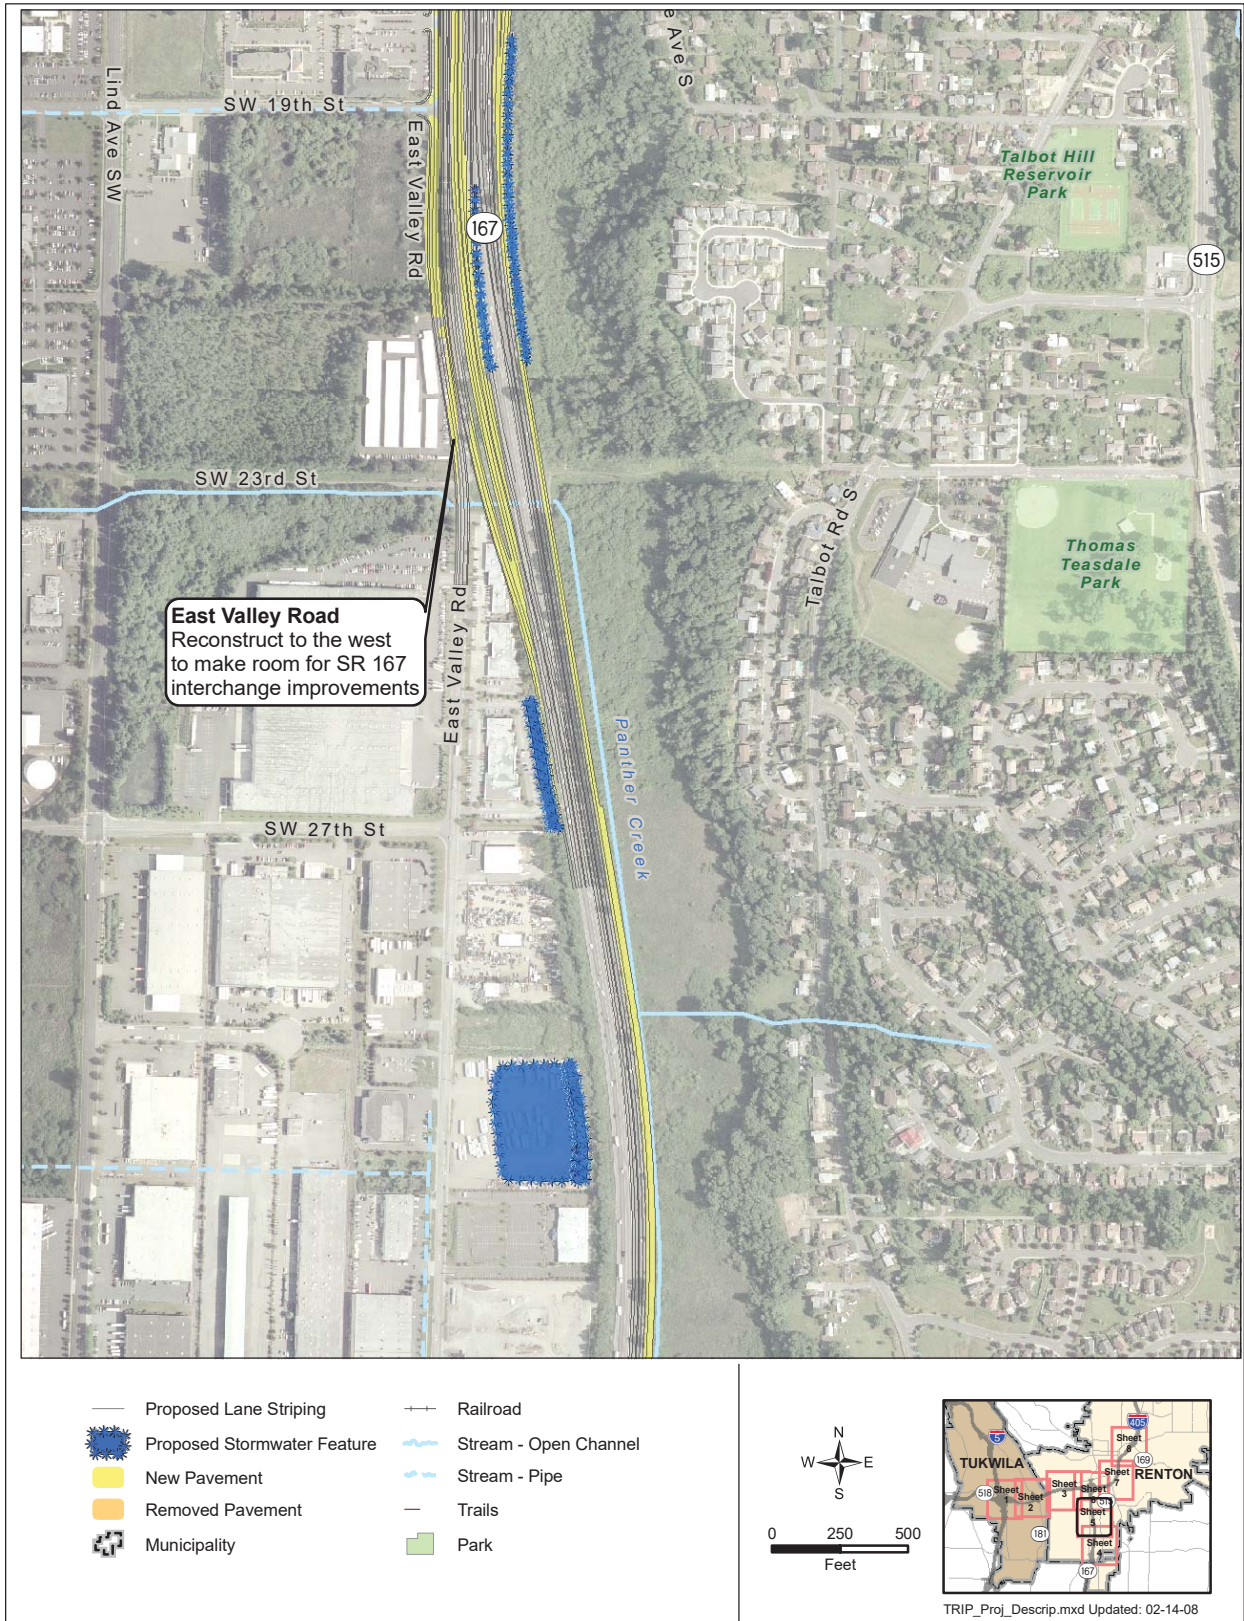 e Ave S
Lind Ave SW
SW 19th St
East Valley Rd
167
Talbot Hill
Reservoir
Park
515
SW 23rd St
Talbot Rd S
Thomas
Teasdale
Park
East Valley Road
Reconstruct to the west
to make room for SR 167
interchange improvements
East Valley Rd
Panther Creek
SW 27th St
Proposed Lane Striping
Proposed Stormwater Feature
New Pavement
Removed Pavement
Municipality
Railroad
Stream - Open Channel
Stream - Pipe
Trails
Park
N
W E
S
0 250 500
Feet
405
5
Sheet
8
TUKWILA
169
RENTON
Sheet
7
518
Sheet
1
Sheet
2
Sheet
3
Sheet
515
Sheet
5
181
Sheet
4
167
TRIP_Proj_Descrip.mxd Updated: 02-14-08